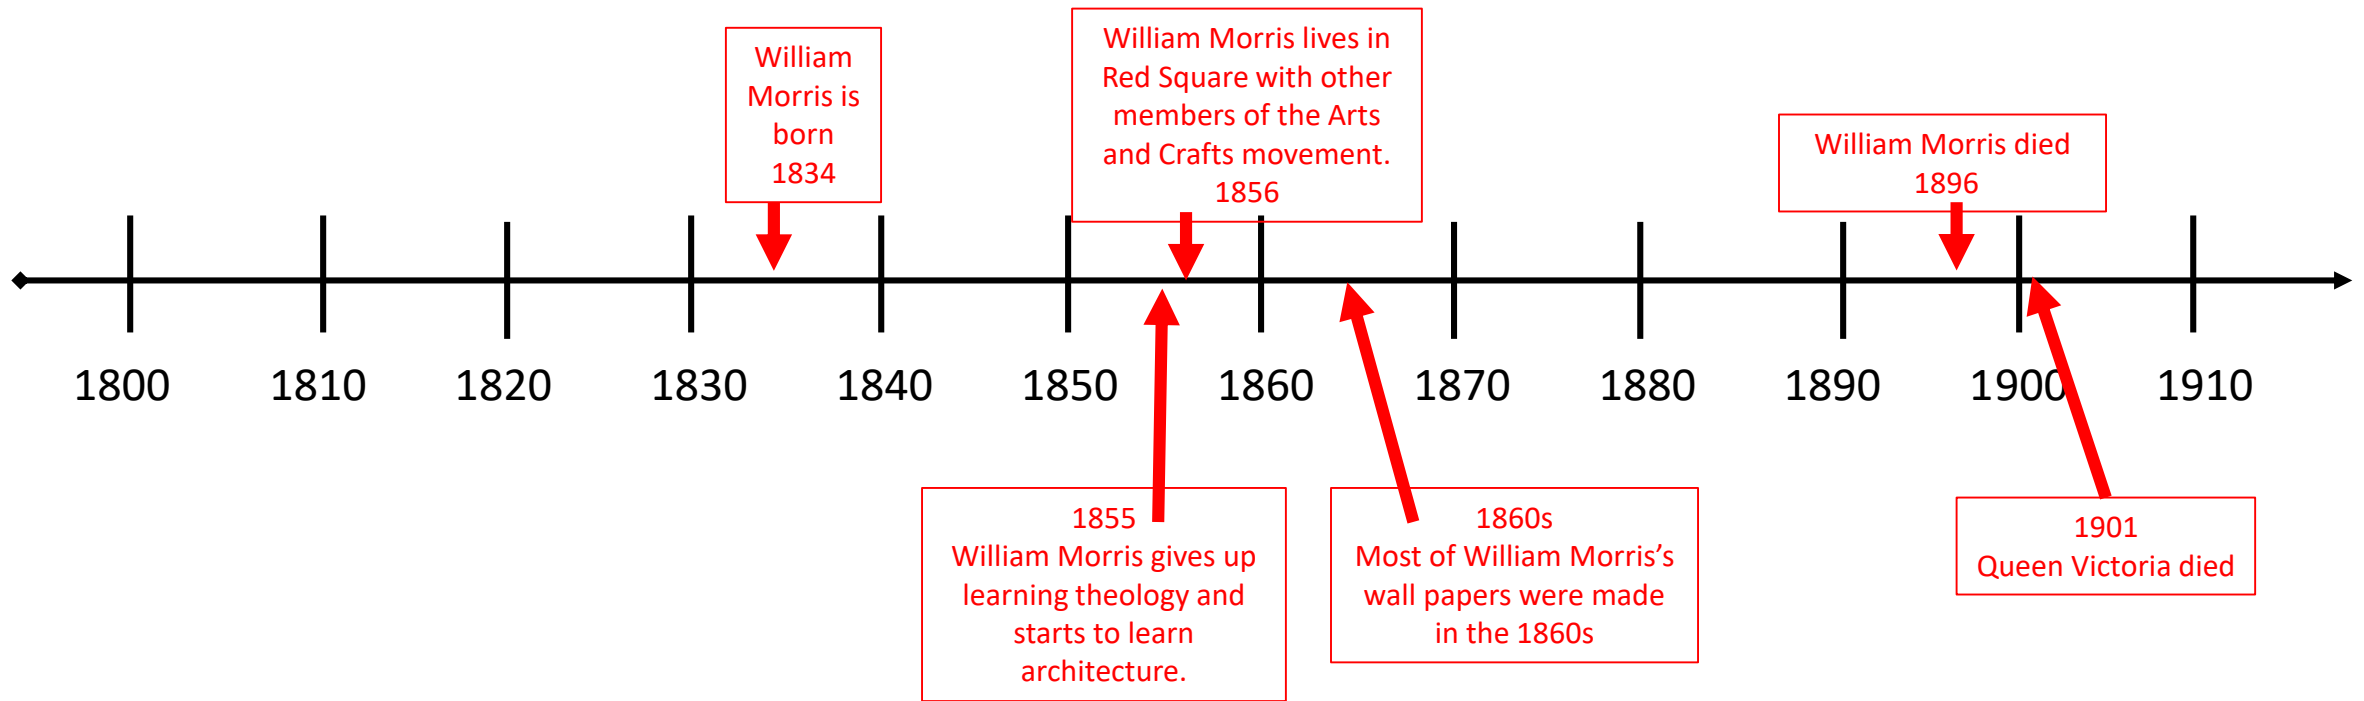 William
Morris is
born
1834
William Morris lives in
Red Square with other
members of the Arts
and Crafts movement.
1856
William Morris died
1896
1800
1810
1820
1830
1840
1850
1860
1870
1880
1890
1900
1910
1855
William Morris gives up
learning theology and
starts to learn
architecture.
1860s
Most of William Morris’s
wall papers were made
in the 1860s
1901
Queen Victoria died